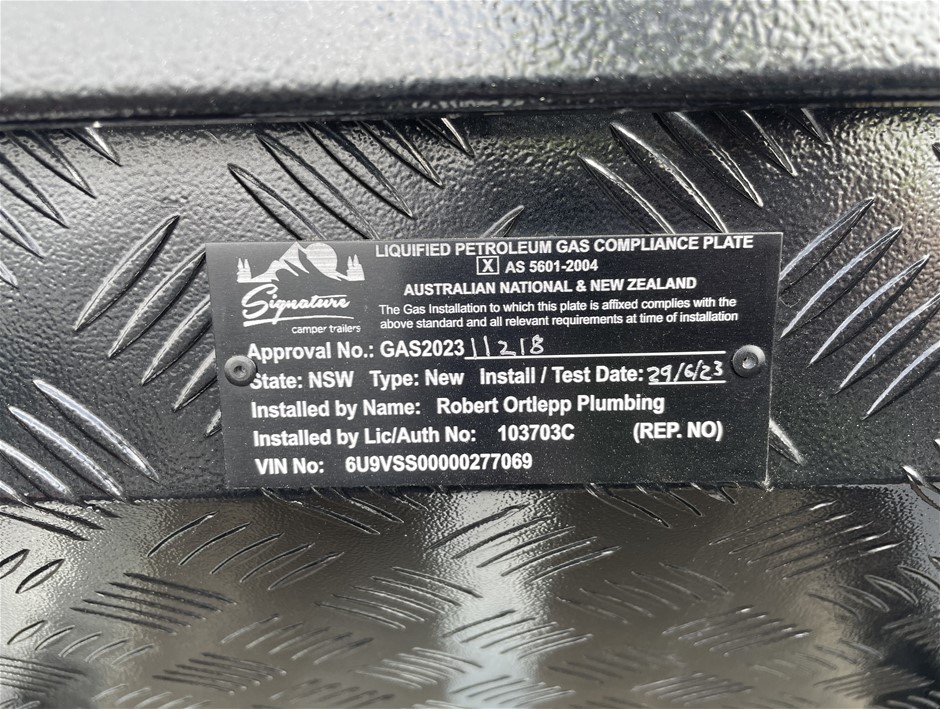 Signature
camper trailers
LIQUIFIED PETROLEUM GAS COMPLIANCE PLATE
X AS 5601-2004
AUSTRALIAN NATIONAL & NEW ZEALAND
The Gas Installation to which this plate is affixed complies with the
above standard and all relevant requirements at time of installation
Approval No.: GAS2023 11218
State: NSW Type: New Install / Test Date: 29/6/23
Installed by Name: Robert Ortlepp Plumbing
Installed by Lic/Auth No: 103703C (REP. NO)
VIN No: 6U9VSS00000277069